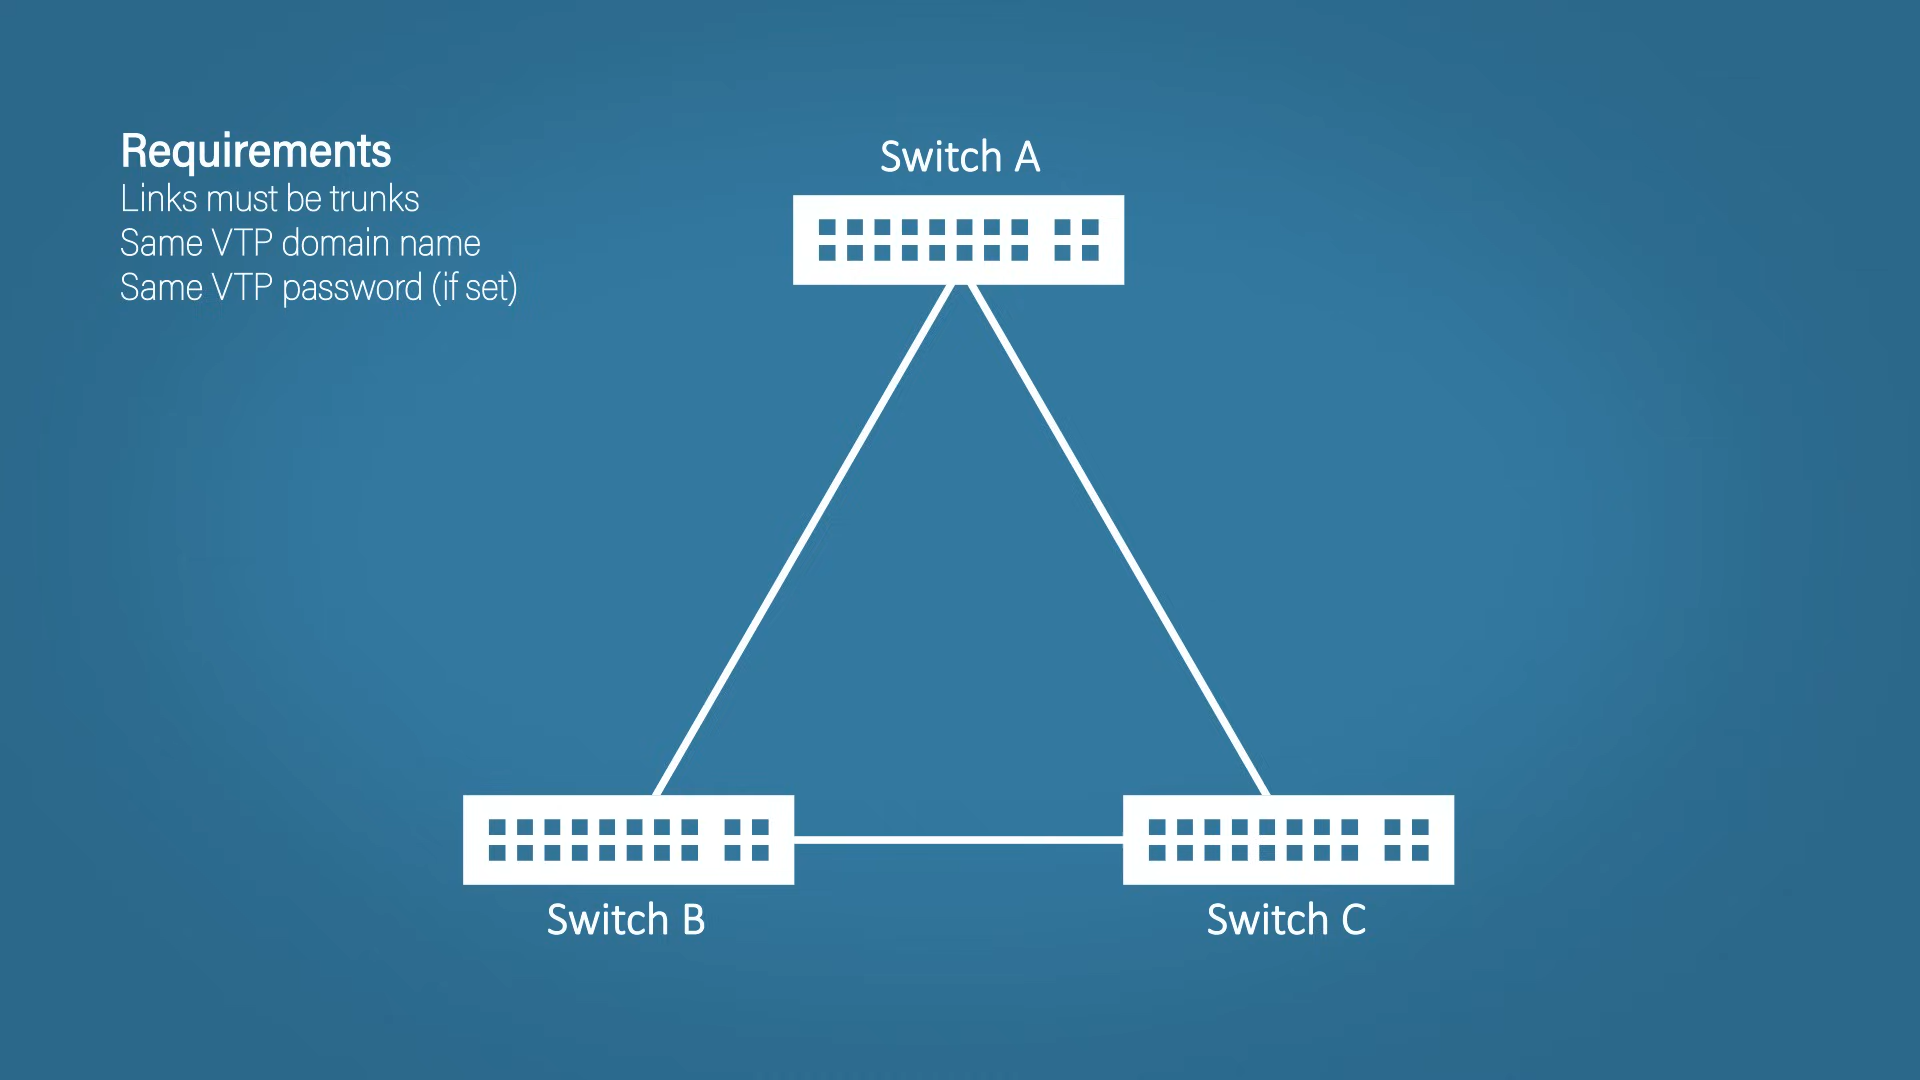 Requirements
Links must be trunks
Same VTP domain name
Same VTP password (if set)
Switch A
Switch B
Switch C